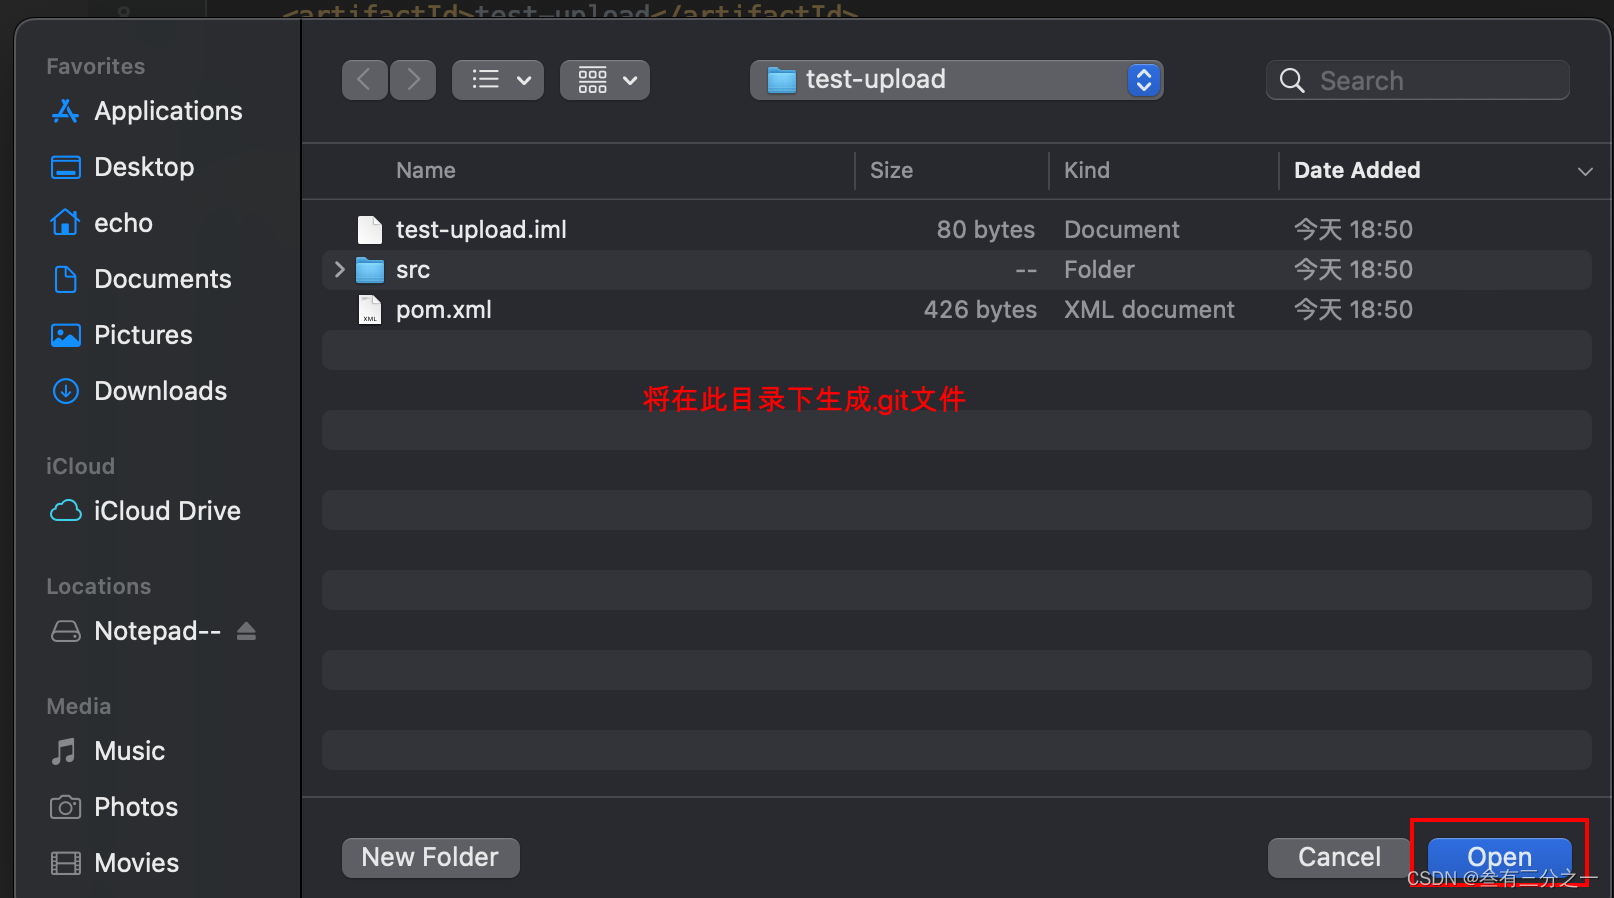 <artifactId>test-upload</artifactId>
Favorites
Applications
Desktop
echo
Documents
Pictures
Downloads
iCloud
iCloud Drive
Locations
Notepad--
Media
Music
Photos
Movies
test-upload
Search
Name Size Kind Date Added
test-upload.iml 80 bytes Document 今天 18:50
src -- Folder 今天 18:50
pom.xml 426 bytes XML document 今天 18:50
XML
将在此目录下生成.git文件
New Folder Cancel Open
CSDN @叁有三分之一